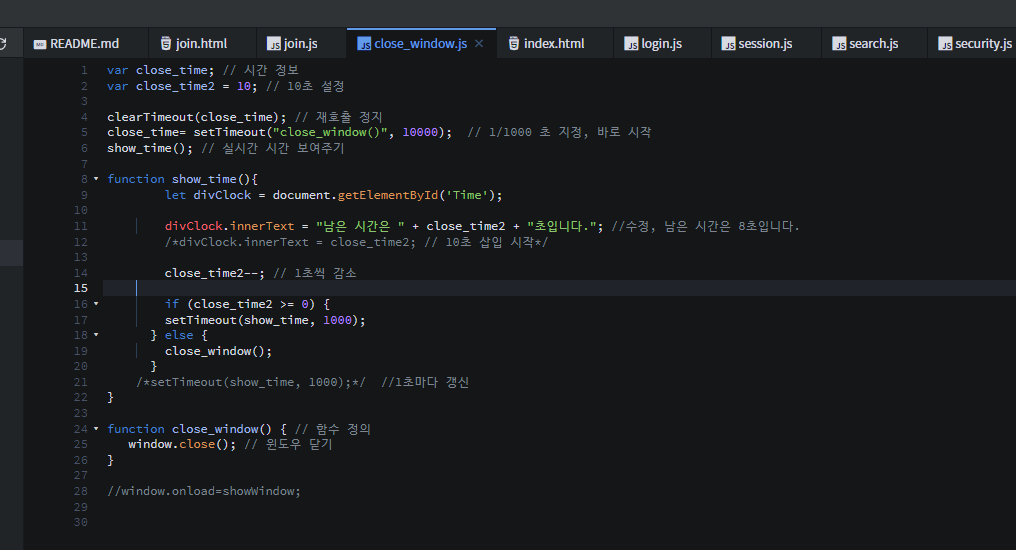 README.md join.html join.js close_window.js index.html login.js session.js search.js security.js
1 var close_time; // 시간 정보
2 var close_time2 = 10; // 10초 설정
3
4 clearTimeout(close_time); // 재호출 정지
5 close_time= setTimeout("close_window()", 10000);  // 1/1000 초 지정, 바로 시작
6 show_time(); // 실시간 시간 보여주기
7
8 function show_time(){
9 let divClock = document.getElementById('Time');
10
11 divClock.innerText = "남은 시간은 " + close_time2 + "초입니다."; //수정, 남은 시간은 8초입니다.
12 /*divClock.innerText = close_time2; // 10초 삽입 시작*/
13
14 close_time2--; // 1초씩 감소
15
16 if (close_time2 >= 0) {
17 setTimeout(show_time, 1000);
18 } else {
19 close_window();
20 }
21 /*setTimeout(show_time, 1000);*/  //1초마다 갱신
22 }
23
24 function close_window() { // 함수 정의
25 window.close(); // 윈도우 닫기
26 }
27
28 //window.onload=showWindow;
29
30